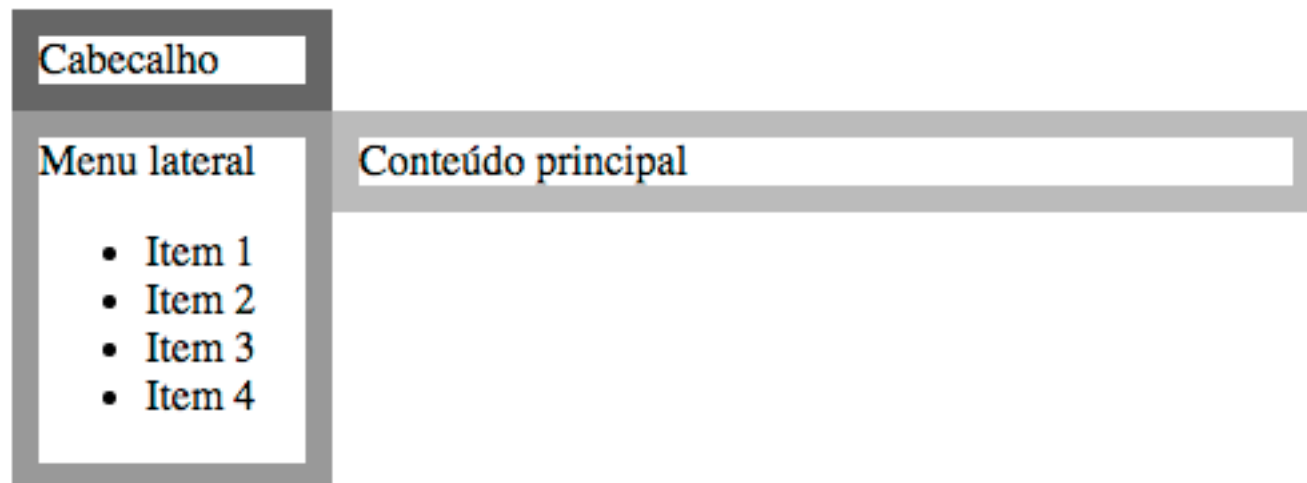 Cabecalho
Menu lateral
Conteúdo principal
Item 1
Item 2
Item 3
Item 4